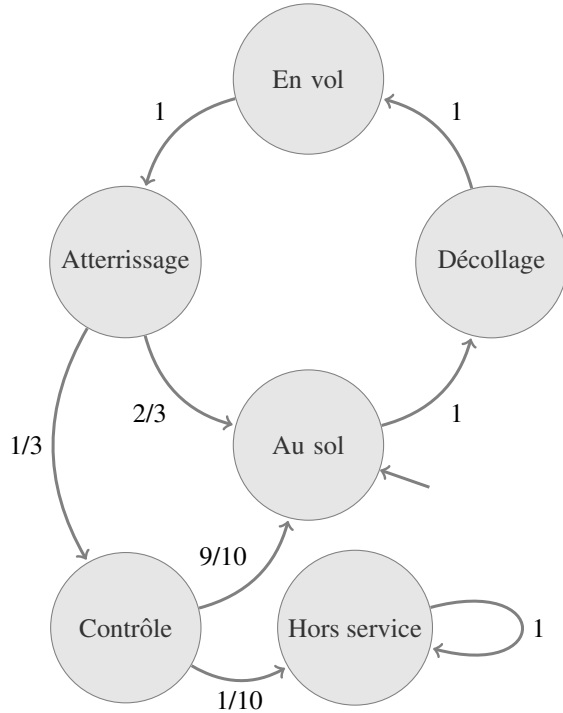 En vol
1
1
Atterrissage
Décollage
2/3
1
1/3
Au sol
9/10
Contrôle
Hors service
1
1/10